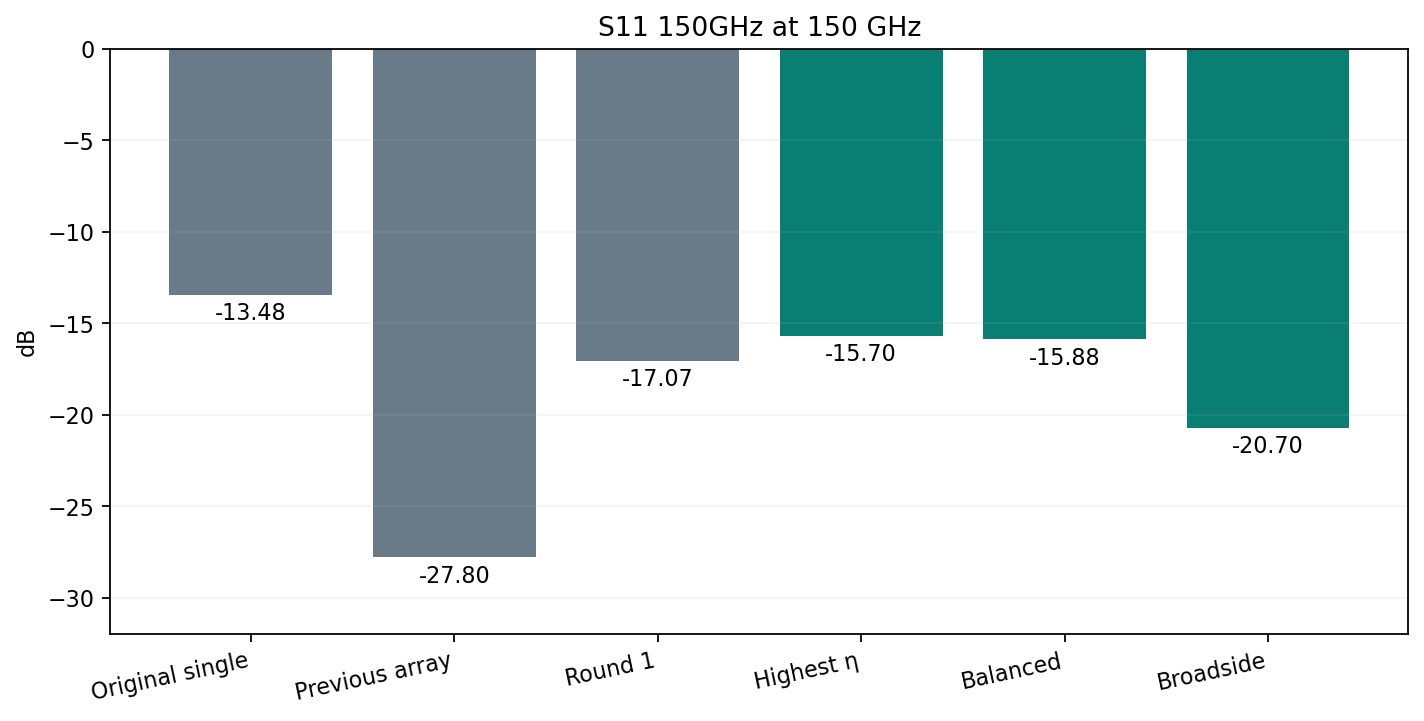 S11 150GHz at 150 GHz
0
−5
−10
−15
−20
−25
−30
dB
-13.48
-27.80
-17.07
-15.70
-15.88
-20.70
Original single
Previous array
Round 1
Highest η
Balanced
Broadside